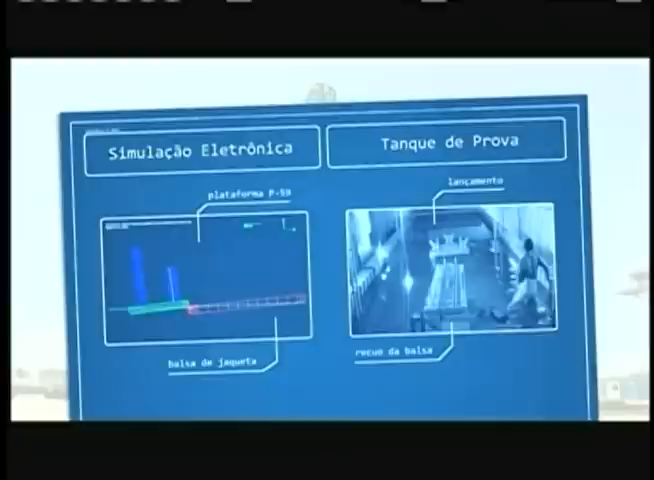 Simulação Eletrônica
Tanque de Prova
plataforma P-59
lançamento
balsa de jaqueta
recuo da balsa